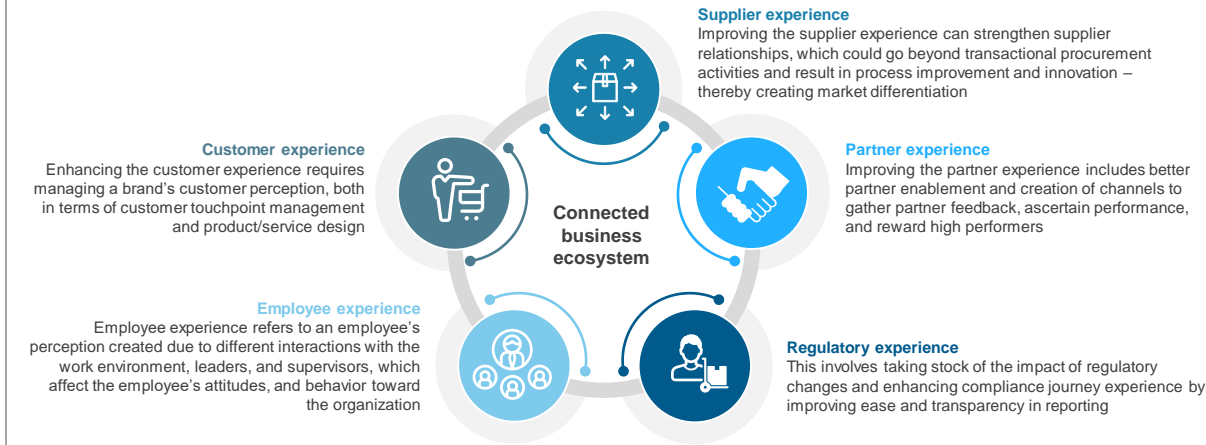 Supplier experience
Improving the supplier experience can strengthen supplier
relationships, which could go beyond transactional procurement
activities and result in process improvement and innovation –
thereby creating market differentiation
Customer experience
Enhancing the customer experience requires
managing a brand’s customer perception, both
in terms of customer touchpoint management
and product/service design
Partner experience
Improving the partner experience includes better
partner enablement and creation of channels to
gather partner feedback, ascertain performance,
and reward high performers
Connected
business
ecosystem
Employee experience
Employee experience refers to an employee’s
perception created due to different interactions with the
work environment, leaders, and supervisors, which
affect the employee’s attitudes, and behavior toward
the organization
Regulatory experience
This involves taking stock of the impact of regulatory
changes and enhancing compliance journey experience by
improving ease and transparency in reporting